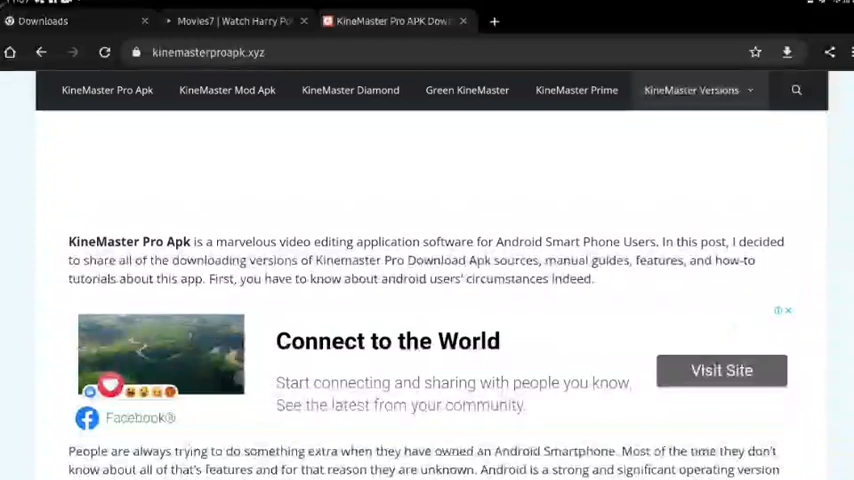 Downloads
Movies7 | Watch Harry Po
KineMaster Pro APK Down
kinemasterproapk.xyz
KineMaster Pro Apk KineMaster Mod Apk KineMaster Diamond Green KineMaster KineMaster Prime KineMaster Versions
KineMaster Pro Apk is a marvelous video editing application software for Android Smart Phone Users. In this post, I decided
to share all of the downloading versions of Kinemaster Pro Download Apk sources, manual guides, features, and how-to
tutorials about this app. First, you have to know about android users' circumstances Indeed.
Connect to the World
Start connecting and sharing with people you know.
See the latest from your community.
Visit Site
Facebook®
People are always trying to do something extra when they have owned an Android Smartphone. Most of the time they don't
know about all of that's features and for that reason they are unknown. Android is a strong and significant operating version